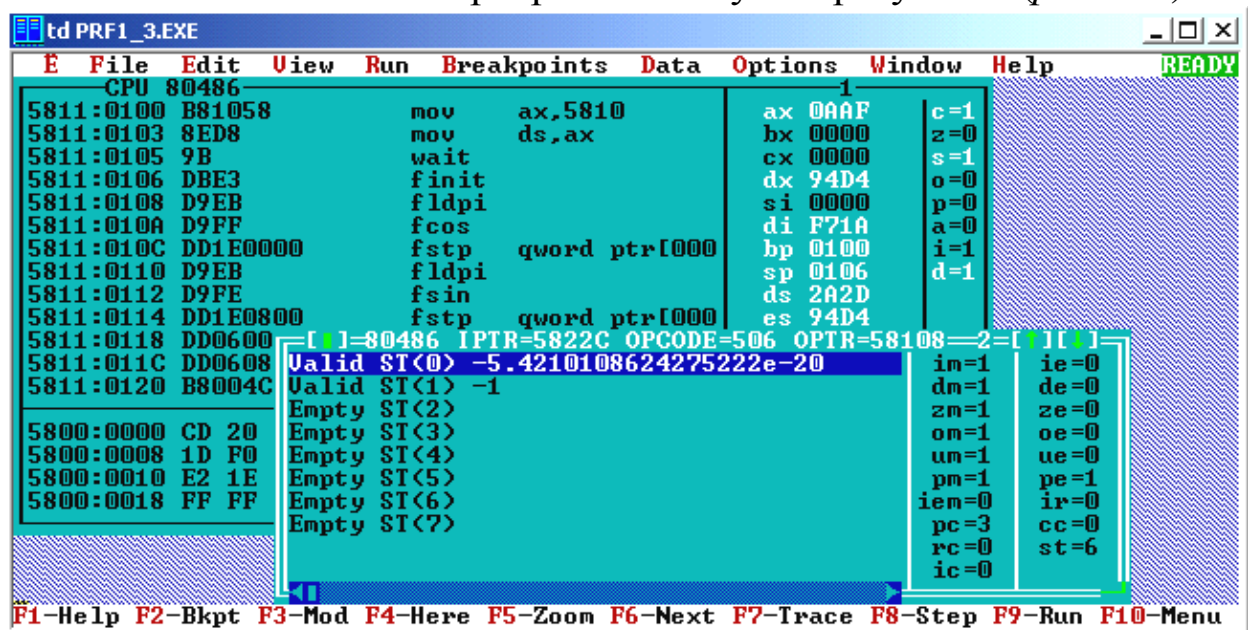 td PRF1_3.EXE
Ё File Edit View Run Breakpoints Data Options Window Help READY
CPU 80486 1
5811:0100 B81058 mov ax,5810 ax 0AAF c=1
5811:0103 8ED8 mov ds,ax bx 0000 z=0
5811:0105 9B wait cx 0000 s=1
5811:0106 DBE3 finit dx 94D4 o=0
5811:0108 D9EB fldpi si 0000 p=0
5811:010A D9FF fcos di F71A a=0
5811:010C DD1E0000 fstp qword ptr[000 bp 0100 i=1
5811:0110 D9EB fldpi sp 0106 d=1
5811:0112 D9FE fsin ds 2A2D
5811:0114 DD1E0800 fstp qword ptr[000 es 94D4
5811:0118 DD0600 [ ]=80486 IPTR=5822C OPCODE=506 OPTR=58108 2=[↑][↓]
5811:011C DD0608 Valid ST(0) -5.4210108624275222e-20 im=1 ie=0
5811:0120 B8004C Valid ST(1) -1 dm=1 de=0
Empty ST(2) zm=1 ze=0
5800:0000 CD 20 Empty ST(3) om=1 oe=0
5800:0008 1D F0 Empty ST(4) um=1 ue=0
5800:0010 E2 1E Empty ST(5) pm=1 pe=1
5800:0018 FF FF Empty ST(6) iem=0 ir=0
Empty ST(7) pc=3 cc=0
rc=0 st=6
ic=0
F1-Help F2-Bkpt F3-Mod F4-Here F5-Zoom F6-Next F7-Trace F8-Step F9-Run F10-Menu